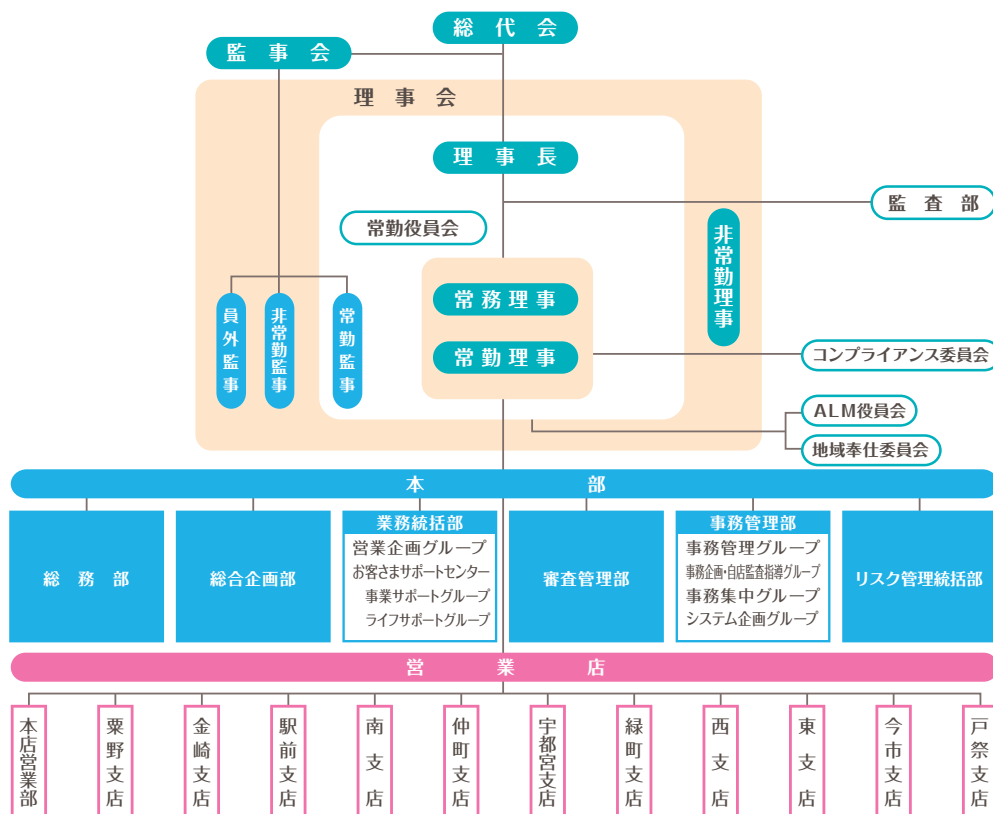 総代会
監事会
理事会
理事長
監査部
常勤役員会
非常勤理事
常務理事
常勤理事
員外監事
非常勤監事
常勤監事
コンプライアンス委員会
ALM役員会
地域奉仕委員会
本部
総務部
総合企画部
業務統括部
営業企画グループ
お客さまサポートセンター
事業サポートグループ
ライフサポートグループ
審査管理部
事務管理部
事務管理グループ
事務企画・自店監査指導グループ
事務集中グループ
システム企画グループ
リスク管理統括部
営業店
本店営業部
粟野支店
金崎支店
駅前支店
南支店
仲町支店
宇都宮支店
緑町支店
西支店
東支店
今市支店
戸祭支店